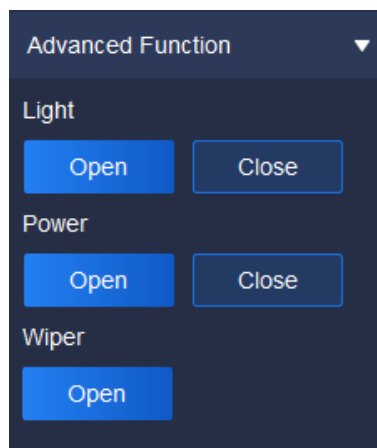 Advanced Function
Light
Open Close
Power
Open Close
Wiper
Open